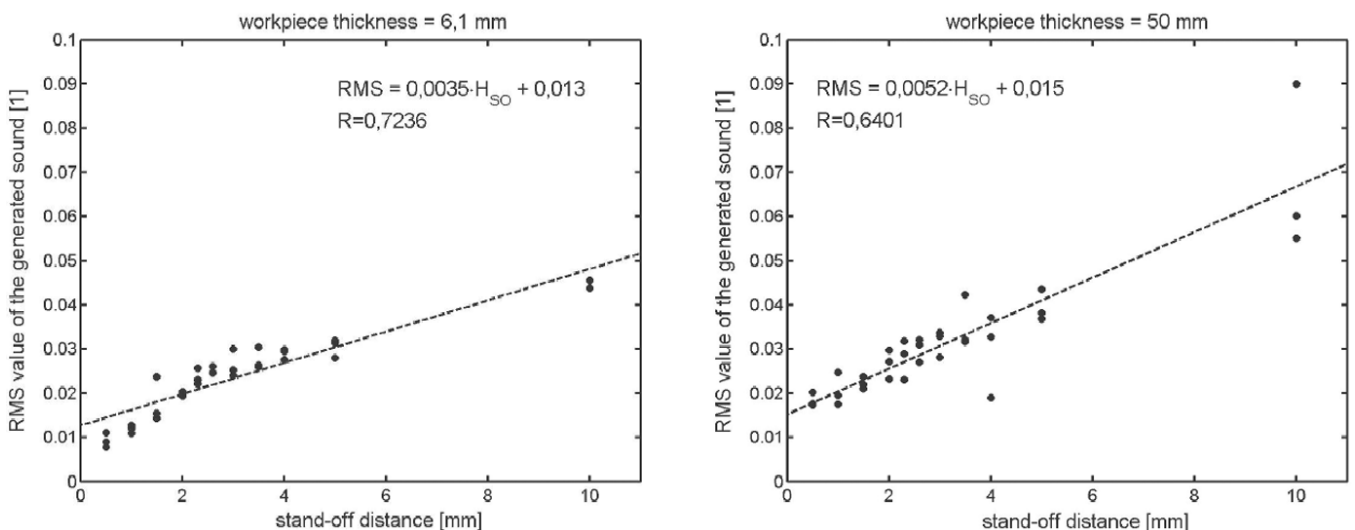 workpiece thickness = 6,1 mm
RMS value of the generated sound [1]
0.1
0.09
0.08
0.07
0.06
0.05
0.04
0.03
0.02
0.01
0
RMS = 0,0035·H_SO + 0,013
R=0,7236
0 2 4 6 8 10
stand-off distance [mm]
workpiece thickness = 50 mm
RMS value of the generated sound [1]
0.1
0.09
0.08
0.07
0.06
0.05
0.04
0.03
0.02
0.01
0
RMS = 0,0052·H_SO + 0,015
R=0,6401
0 2 4 6 8 10
stand-off distance [mm]